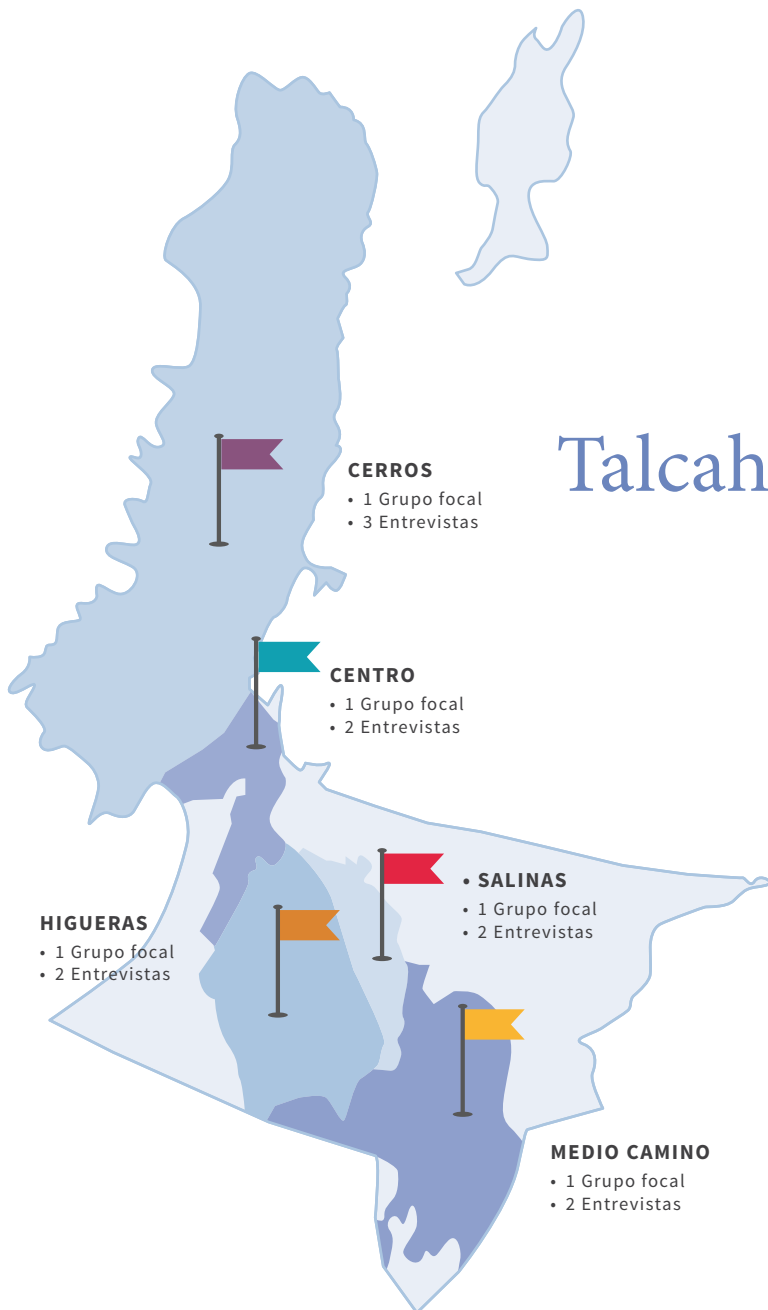 Talcah
CERROS
• 1 Grupo focal
• 3 Entrevistas
CENTRO
• 1 Grupo focal
• 2 Entrevistas
• SALINAS
• 1 Grupo focal
• 2 Entrevistas
HIGUERAS
• 1 Grupo focal
• 2 Entrevistas
MEDIO CAMINO
• 1 Grupo focal
• 2 Entrevistas